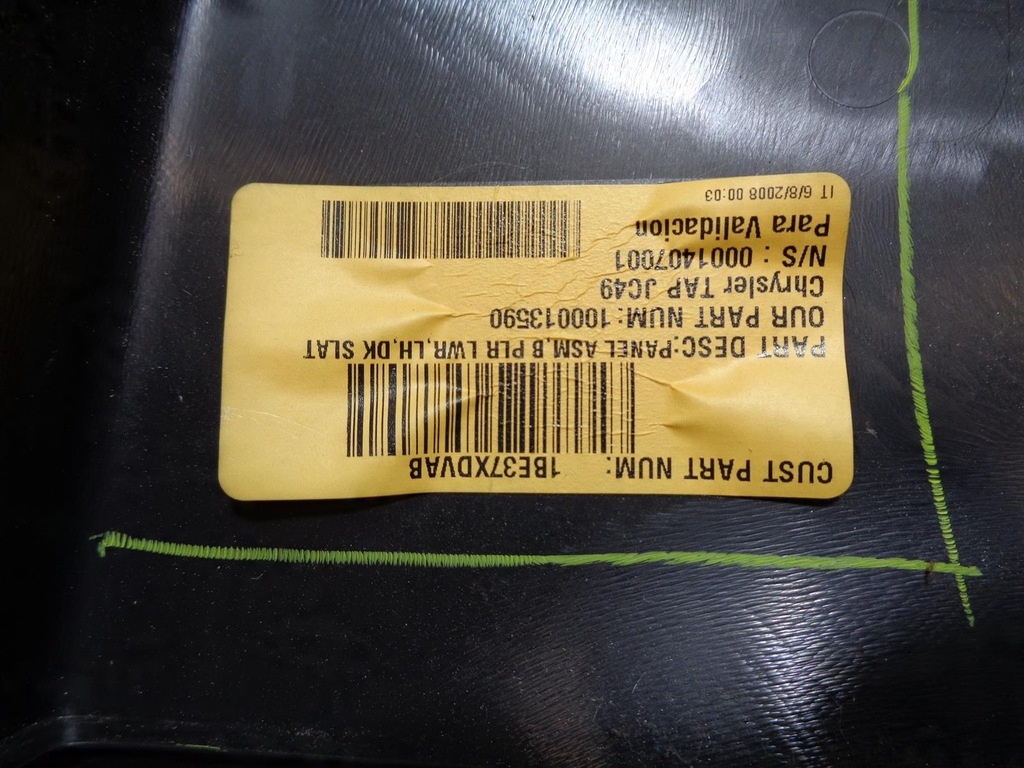 CUST PART NUM: 1BE37XDVAB
PART DESC:PANEL ASM,B PLR LWR,LH,DK SLAT
OUR PART NUM:100013590
Chrysler TAP JC49
N/S : 0001407001
Para Validacion
IT 6/8/2008 00:03